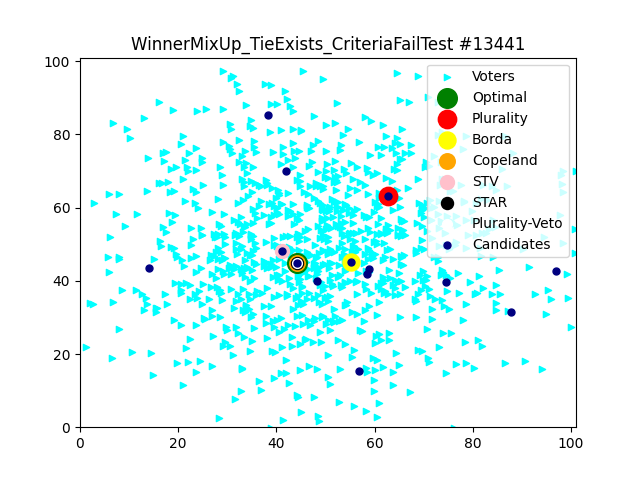 WinnerMixUp_TieExists_CriteriaFailTest #13441
Voters
Optimal
Plurality
Borda
Copeland
STV
STAR
Plurality-Veto
Candidates
100
80
60
40
20
0
0 20 40 60 80 100